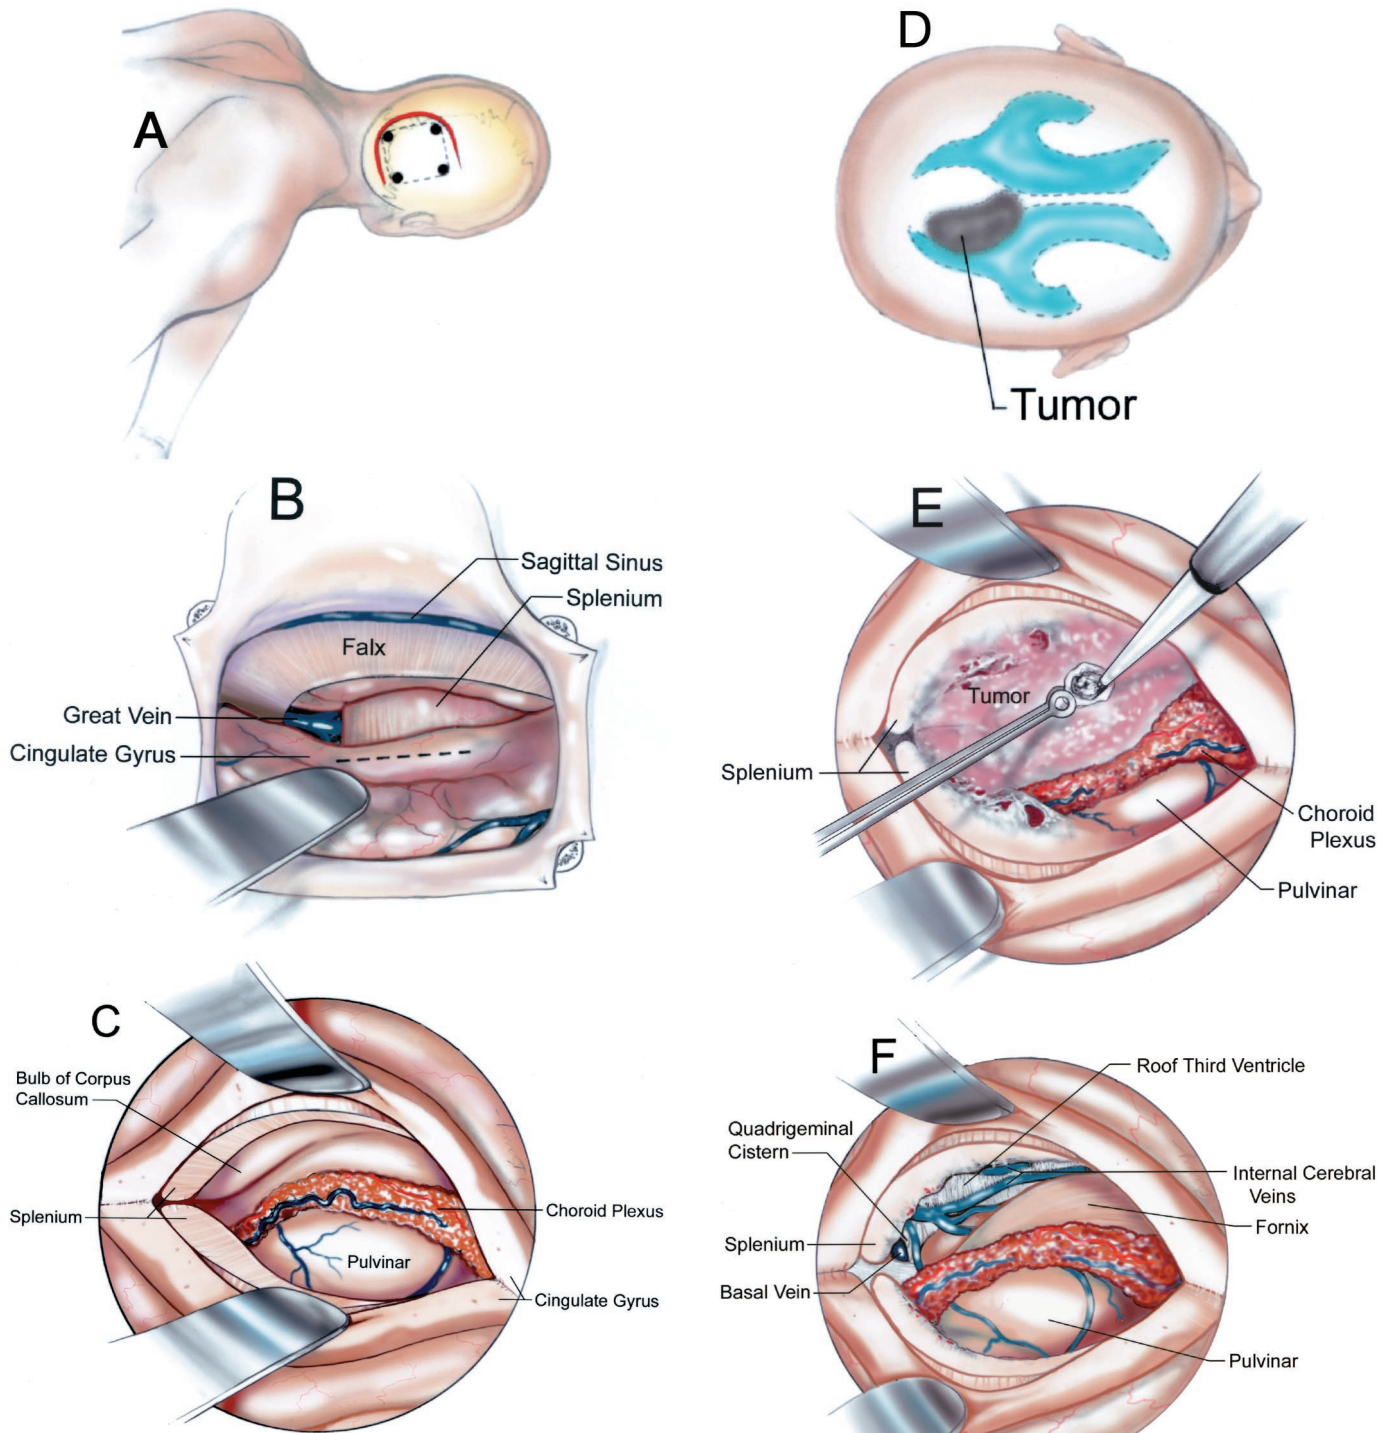 A
B
Sagittal Sinus
Splenium
Falx
Great Vein
Cingulate Gyrus
C
Bulb of Corpus
Callosum
Splenium
Choroid Plexus
Pulvinar
Cingulate Gyrus
D
Tumor
E
Tumor
Splenium
Choroid
Plexus
Pulvinar
F
Roof Third Ventricle
Quadrigeminal
Cistern
Internal Cerebral
Veins
Fornix
Splenium
Basal Vein
Pulvinar